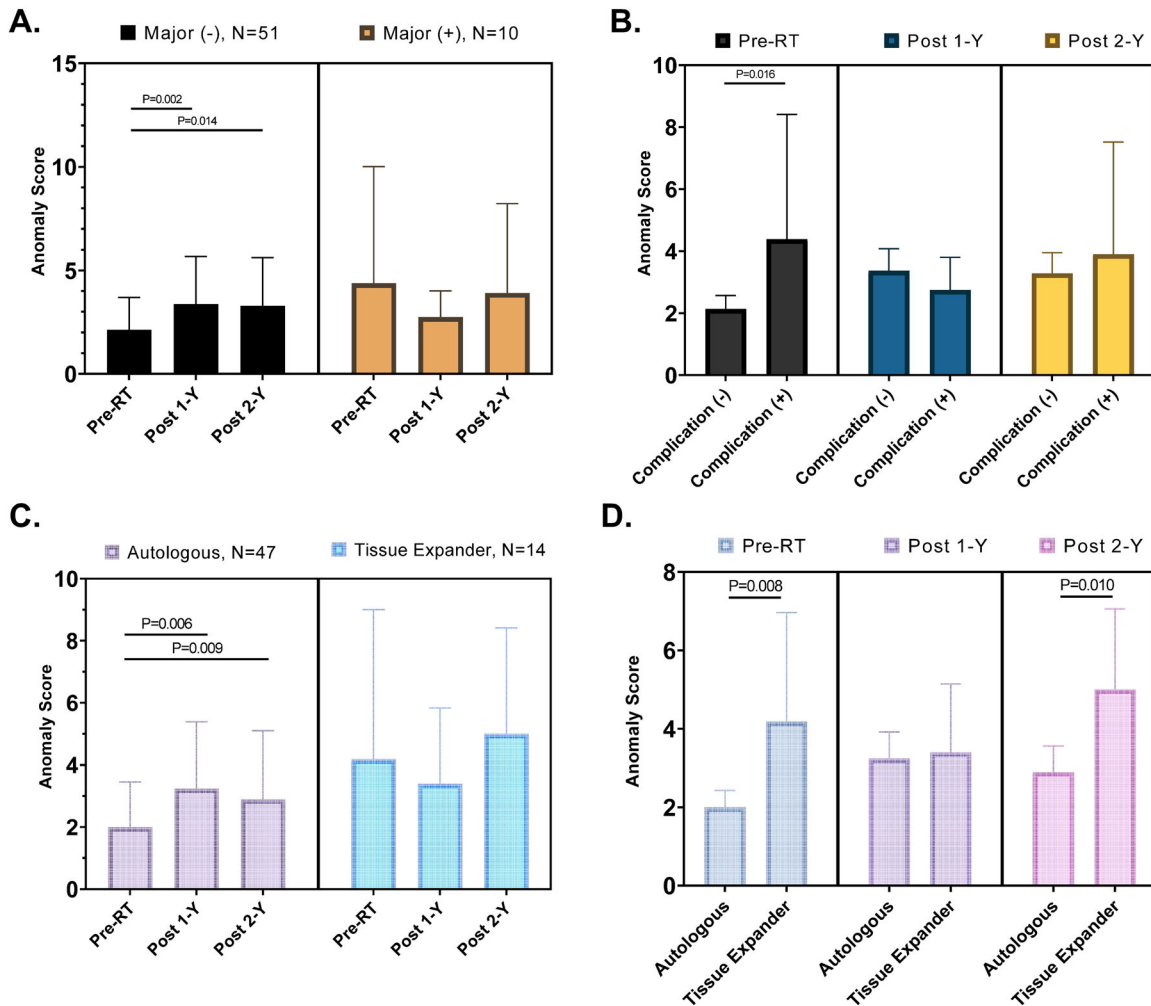 A.
Major (-), N=51
Major (+), N=10
15
10
5
0
Anomaly Score
P=0.002
P=0.014
Pre-RT
Post 1-Y
Post 2-Y
Pre-RT
Post 1-Y
Post 2-Y
B.
Pre-RT
Post 1-Y
Post 2-Y
10
8
6
4
2
0
Anomaly Score
P=0.016
Complication (-)
Complication (+)
Complication (-)
Complication (+)
Complication (-)
Complication (+)
C.
Autologous, N=47
Tissue Expander, N=14
10
8
6
4
2
0
Anomaly Score
P=0.006
P=0.009
Pre-RT
Post 1-Y
Post 2-Y
Pre-RT
Post 1-Y
Post 2-Y
D.
Pre-RT
Post 1-Y
Post 2-Y
8
6
4
2
0
Anomaly Score
P=0.008
P=0.010
Autologous
Tissue Expander
Autologous
Tissue Expander
Autologous
Tissue Expander